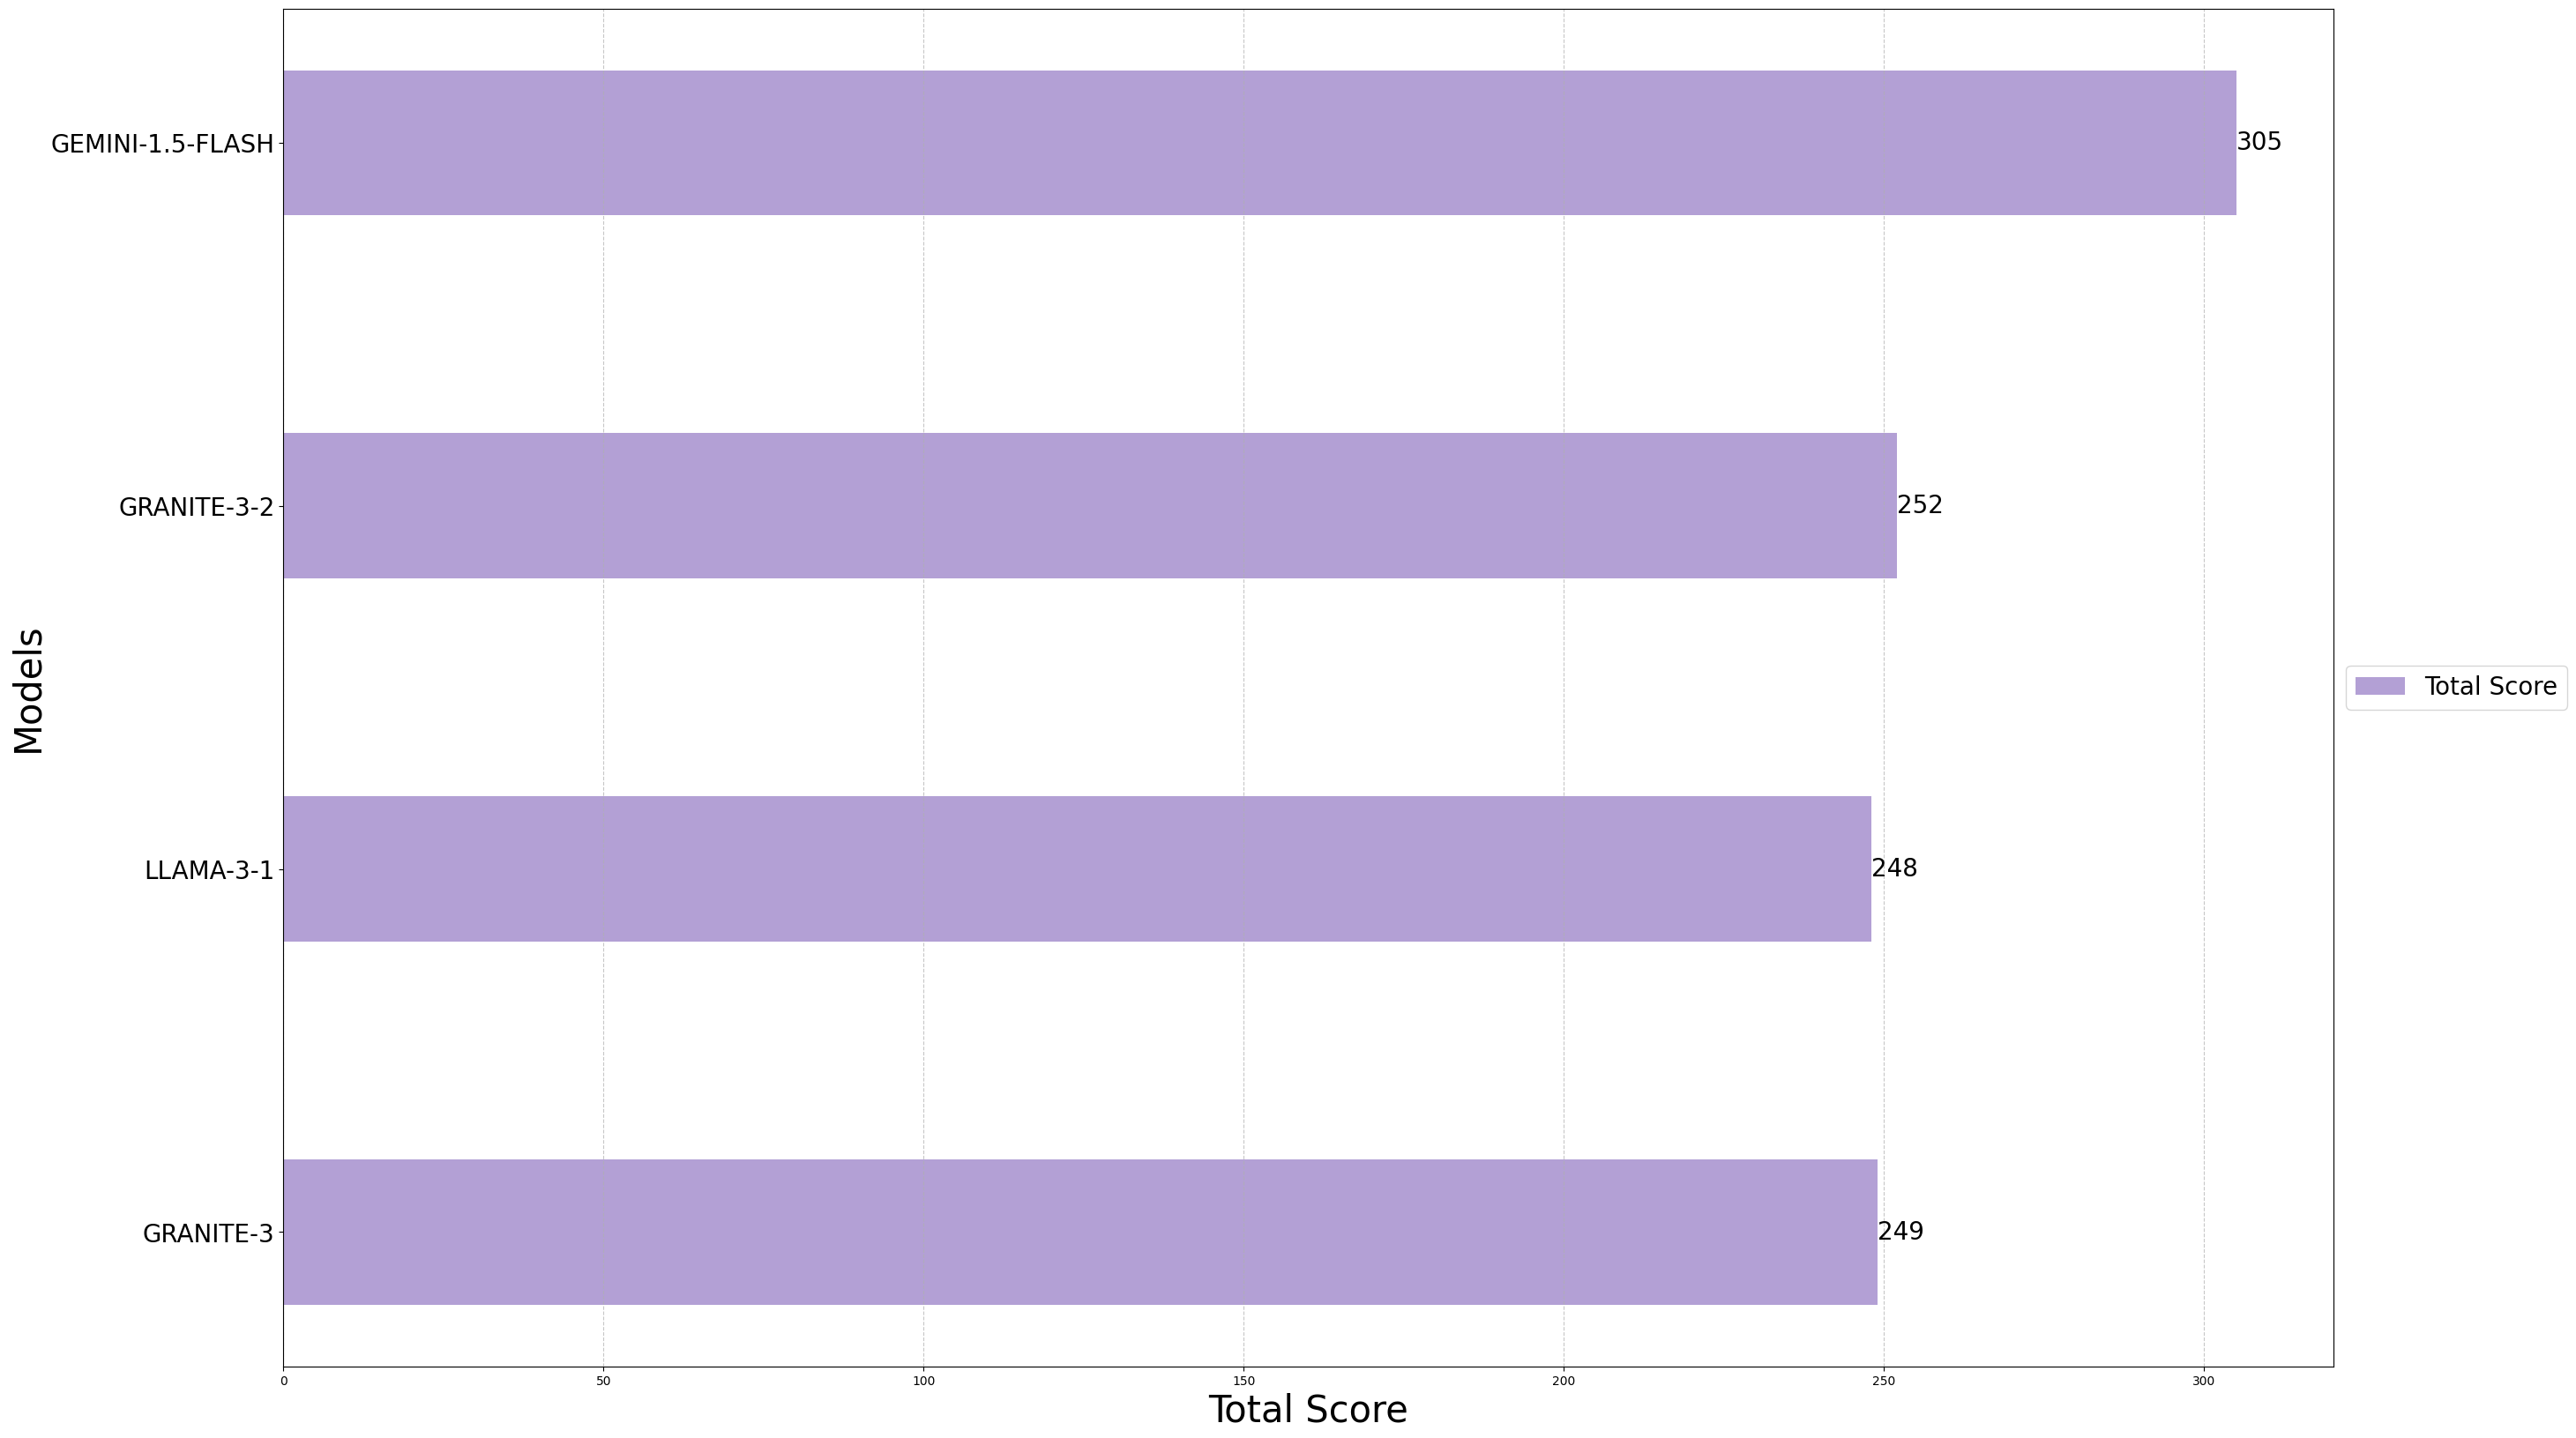 GEMINI-1.5-FLASH
305
GRANITE-3-2
252
LLAMA-3-1
248
GRANITE-3
249
Models
0 50 100 150 200 250 300
Total Score
Total Score